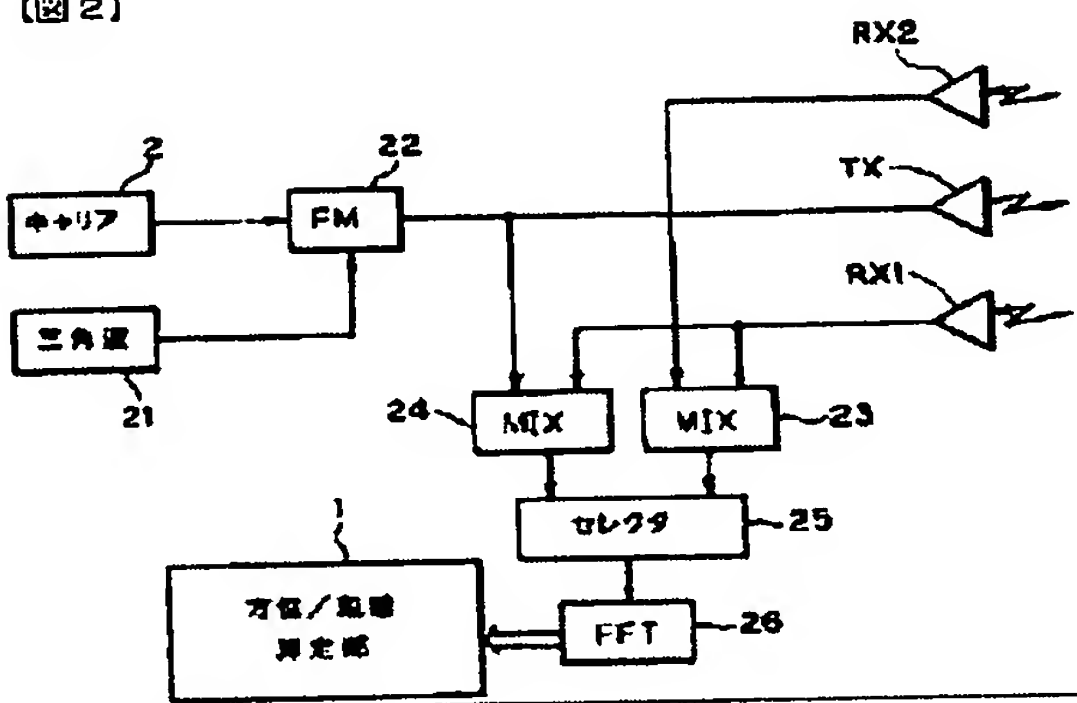 【図2】
RX2
2
22
TX
キャリア
FM
RX1
三角波
21
24
MIX
MIX
23
1
セレクタ
25
方位/距離
算定部
FFT
26